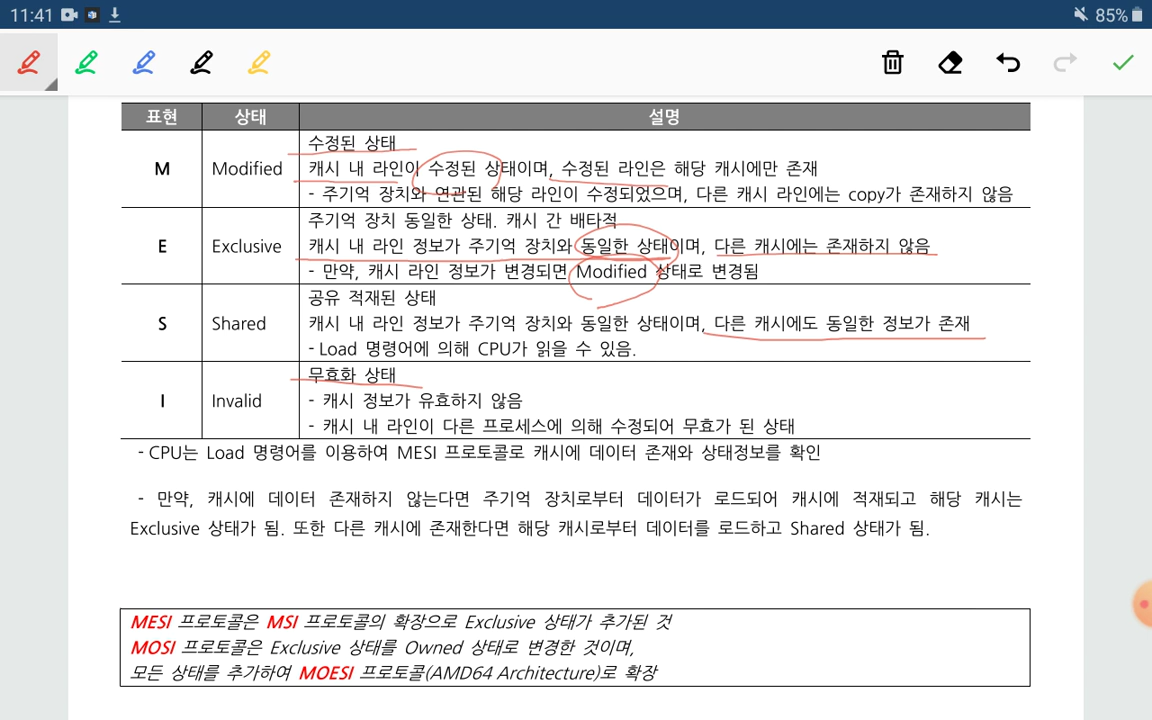 11:41
85%
표현 상태 설명
수정된 상태
M Modified 캐시 내 라인이 수정된 상태이며, 수정된 라인은 해당 캐시에만 존재
- 주기억 장치와 연관된 해당 라인이 수정되었으며, 다른 캐시 라인에는 copy가 존재하지 않음
주기억 장치 동일한 상태. 캐시 간 배타적
E Exclusive 캐시 내 라인 정보가 주기억 장치와 동일한 상태이며, 다른 캐시에는 존재하지 않음
- 만약, 캐시 라인 정보가 변경되면 Modified 상태로 변경됨
공유 적재된 상태
S Shared 캐시 내 라인 정보가 주기억 장치와 동일한 상태이며, 다른 캐시에도 동일한 정보가 존재
- Load 명령어에 의해 CPU가 읽을 수 있음.
무효화 상태
I Invalid - 캐시 정보가 유효하지 않음
- 캐시 내 라인이 다른 프로세스에 의해 수정되어 무효가 된 상태
- CPU는 Load 명령어를 이용하여 MESI 프로토콜로 캐시에 데이터 존재와 상태정보를 확인
- 만약, 캐시에 데이터 존재하지 않는다면 주기억 장치로부터 데이터가 로드되어 캐시에 적재되고 해당 캐시는
Exclusive 상태가 됨. 또한 다른 캐시에 존재한다면 해당 캐시로부터 데이터를 로드하고 Shared 상태가 됨.
MESI 프로토콜은 MSI 프로토콜의 확장으로 Exclusive 상태가 추가된 것
MOSI 프로토콜은 Exclusive 상태를 Owned 상태로 변경한 것이며,
모든 상태를 추가하여 MOESI 프로토콜(AMD64 Architecture)로 확장